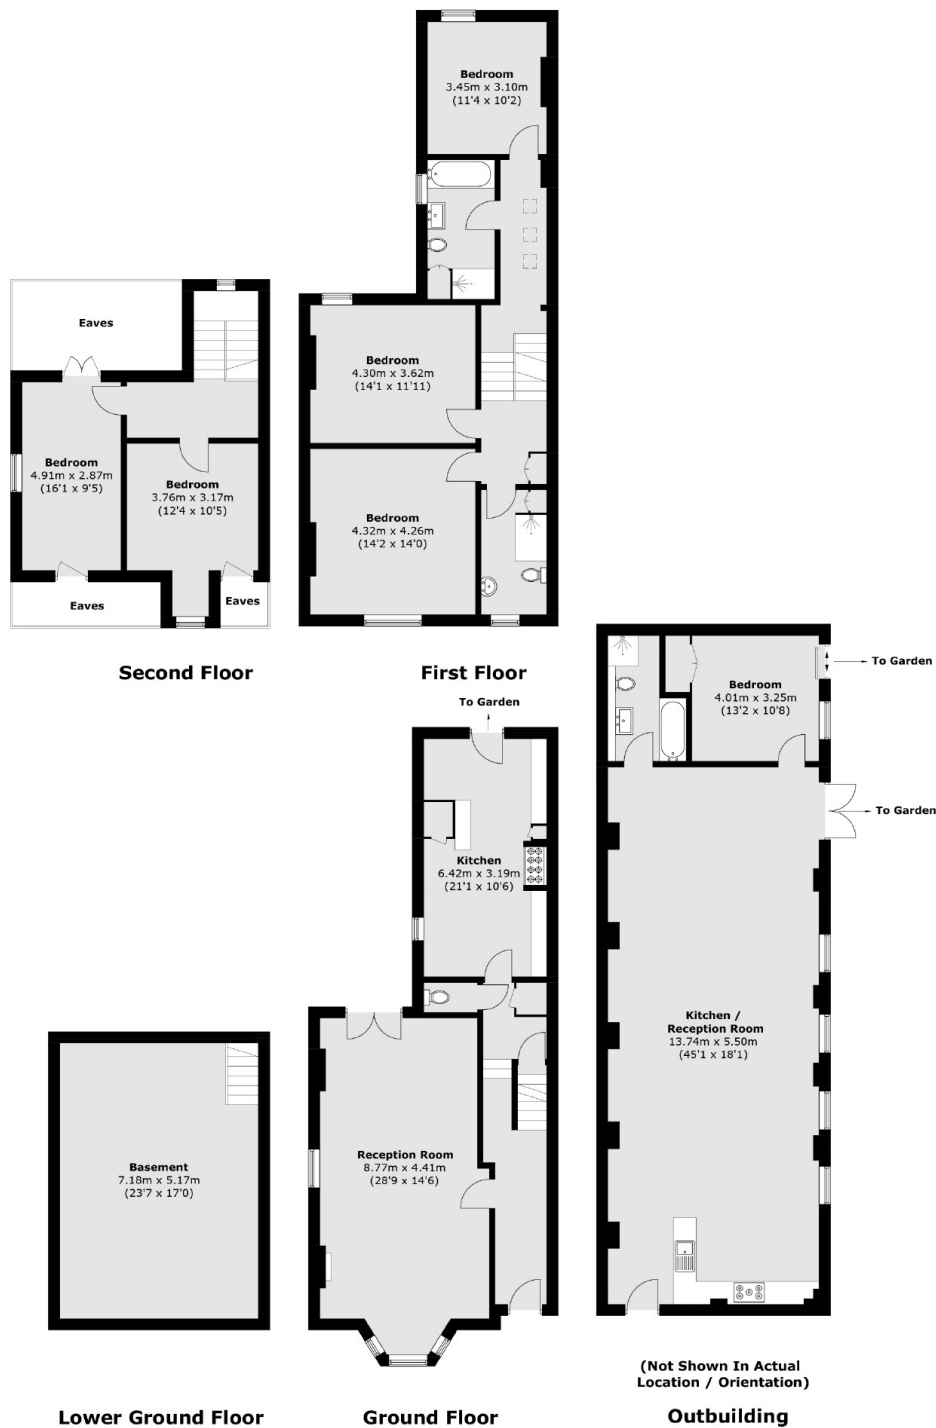 Bedroom
3.45m x 3.10m
(11'4 x 10'2)
Eaves
Bedroom
4.30m x 3.62m
(14'1 x 11'11)
Bedroom
4.91m x 2.87m
(16'1 x 9'5)
Bedroom
3.76m x 3.17m
(12'4 x 10'5)
Bedroom
4.32m x 4.26m
(14'2 x 14'0)
Eaves
Eaves
Second Floor
First Floor
To Garden
Bedroom
4.01m x 3.25m
(13'2 x 10'8)
To Garden
To Garden
Kitchen
6.42m x 3.19m
(21'1 x 10'6)
Kitchen /
Reception Room
13.74m x 5.50m
(45'1 x 18'1)
Basement
7.18m x 5.17m
(23'7 x 17'0)
Reception Room
8.77m x 4.41m
(28'9 x 14'6)
(Not Shown In Actual
Location / Orientation)
Lower Ground Floor
Ground Floor
Outbuilding